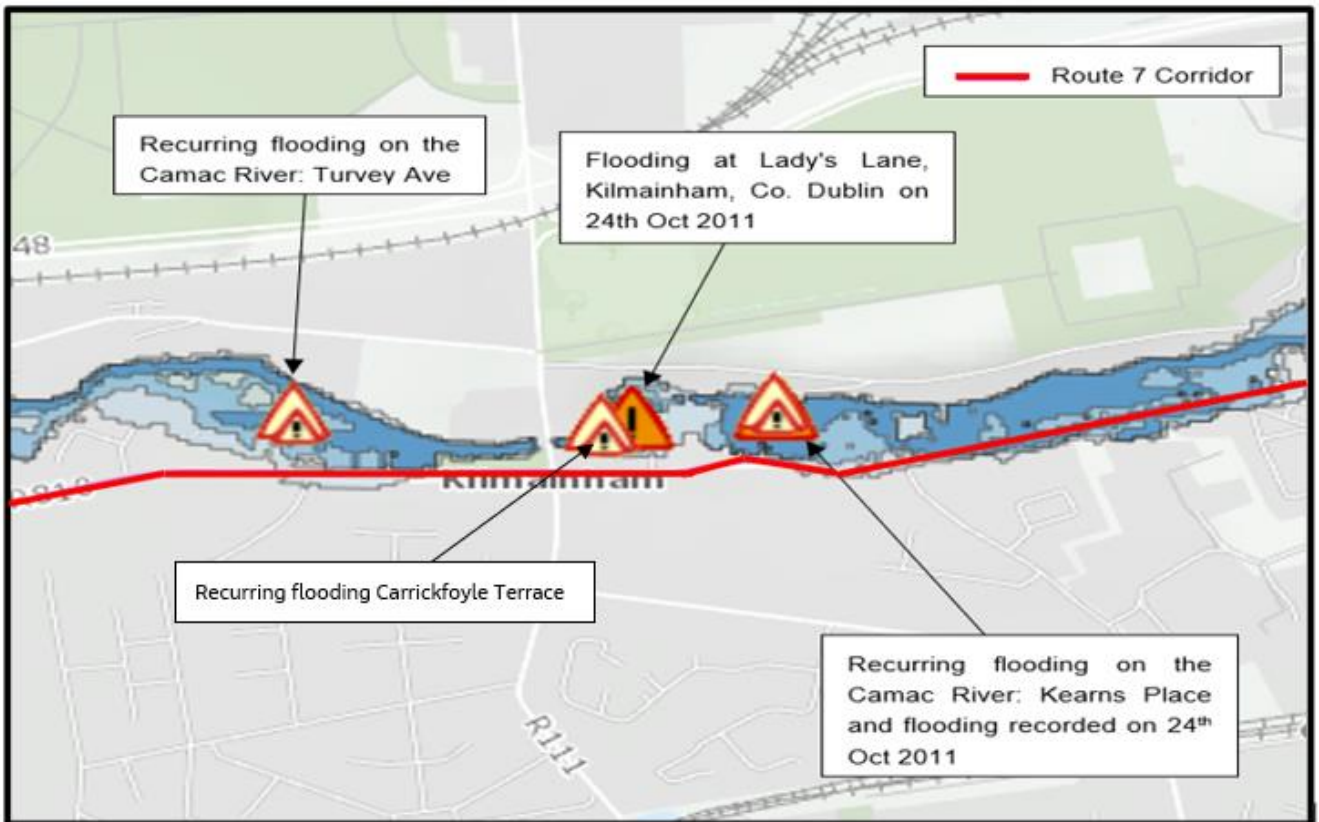 Route 7 Corridor
Recurring flooding on the
Camac River: Turvey Ave
Flooding at Lady's Lane,
Kilmainham, Co. Dublin on
24th Oct 2011
48
R810
Kilmainham
Recurring flooding Carrickfoyle Terrace
R111
Recurring flooding on the
Camac River: Kearns Place
and flooding recorded on 24th
Oct 2011